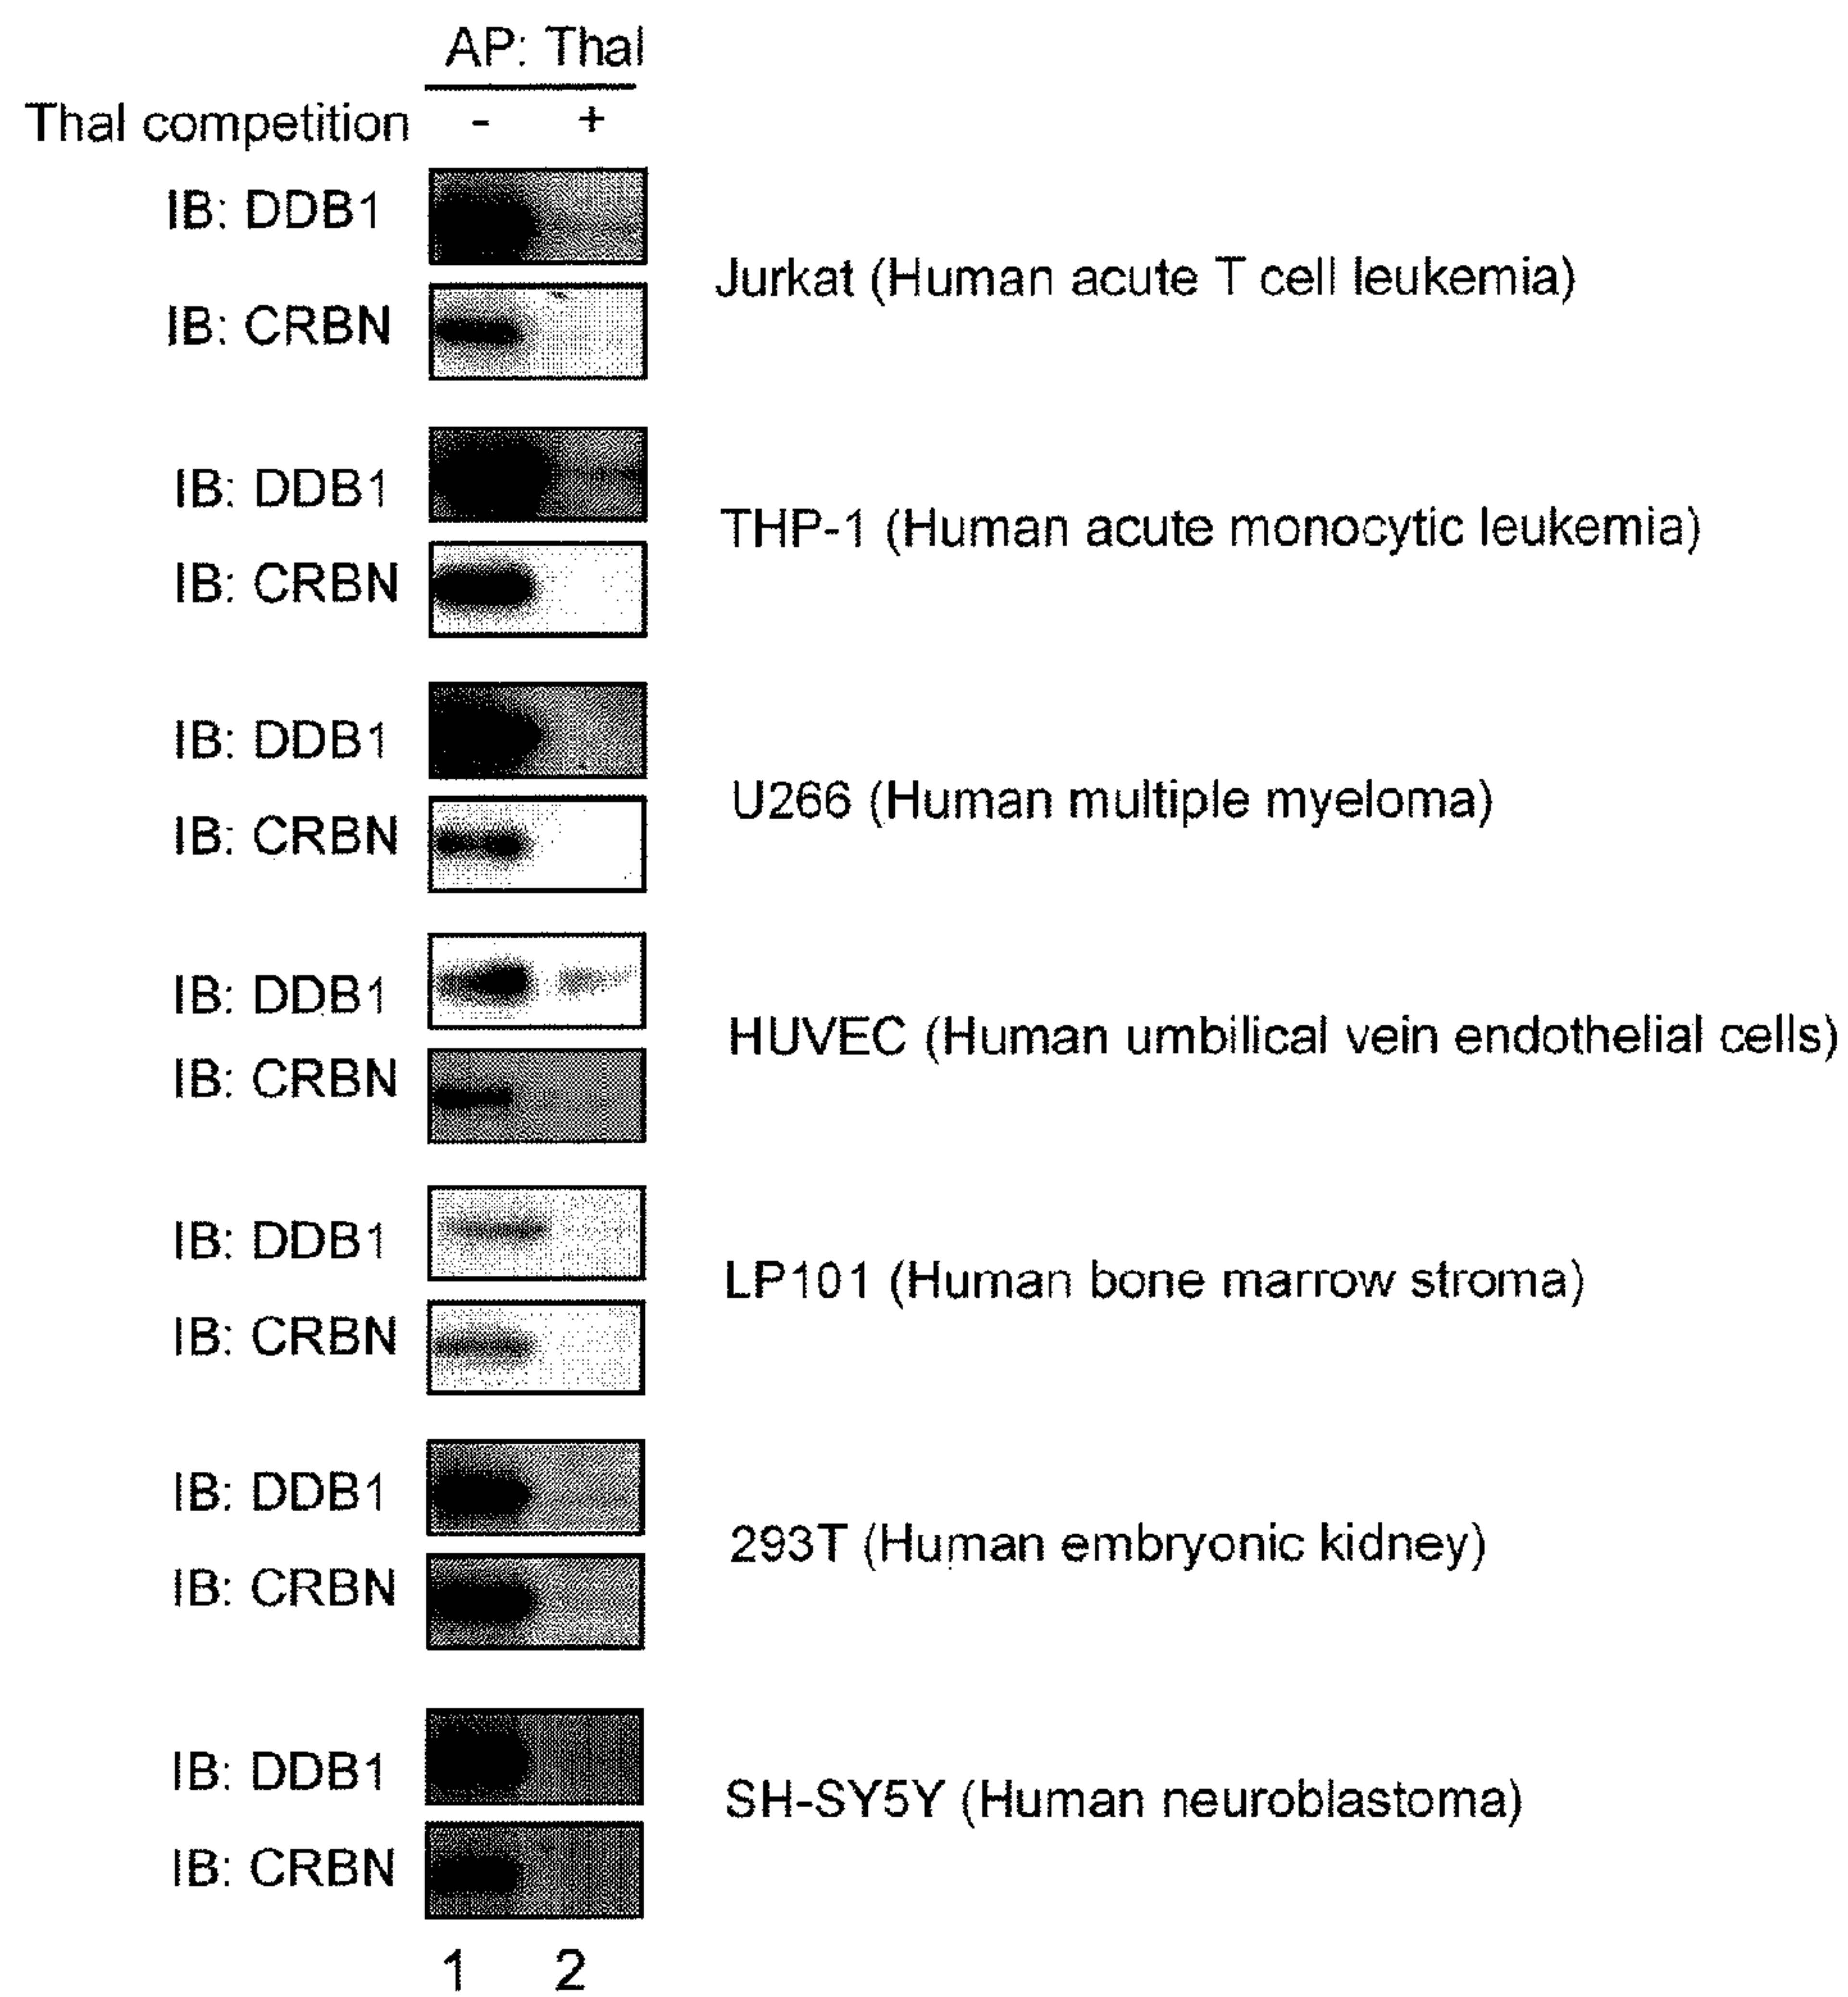 AP: Thal
Thal competition - +
IB: DDB1
Jurkat (Human acute T cell leukemia)
IB: CRBN
IB: DDB1
THP-1 (Human acute monocytic leukemia)
IB: CRBN
IB: DDB1
U266 (Human multiple myeloma)
IB: CRBN
IB: DDB1
HUVEC (Human umbilical vein endothelial cells)
IB: CRBN
IB: DDB1
LP101 (Human bone marrow stroma)
IB: CRBN
IB: DDB1
293T (Human embryonic kidney)
IB: CRBN
IB: DDB1
SH-SY5Y (Human neuroblastoma)
IB: CRBN
1 2